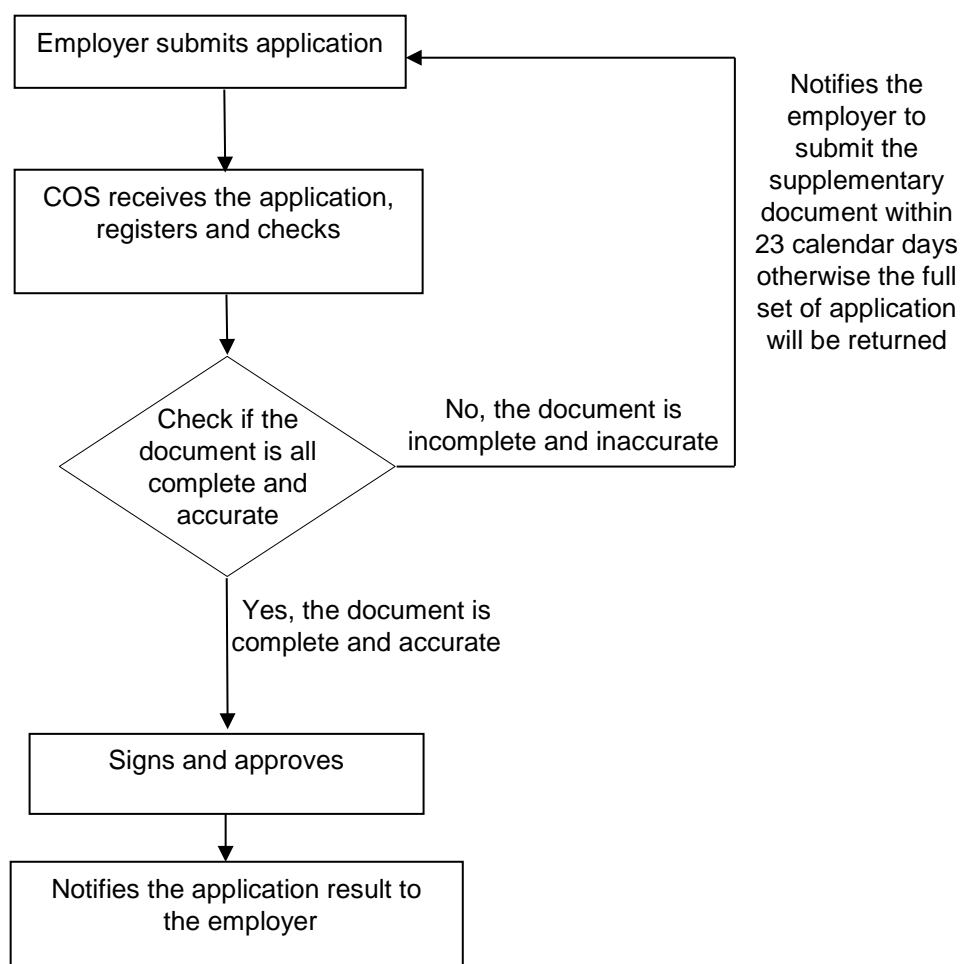 Employer submits application
COS receives the application,
registers and checks
Check if the
document is all
complete and
accurate
No, the document is
incomplete and inaccurate
Notifies the
employer to
submit the
supplementary
document within
23 calendar days
otherwise the full
set of application
will be returned
Yes, the document is
complete and accurate
Signs and approves
Notifies the application result to
the employer